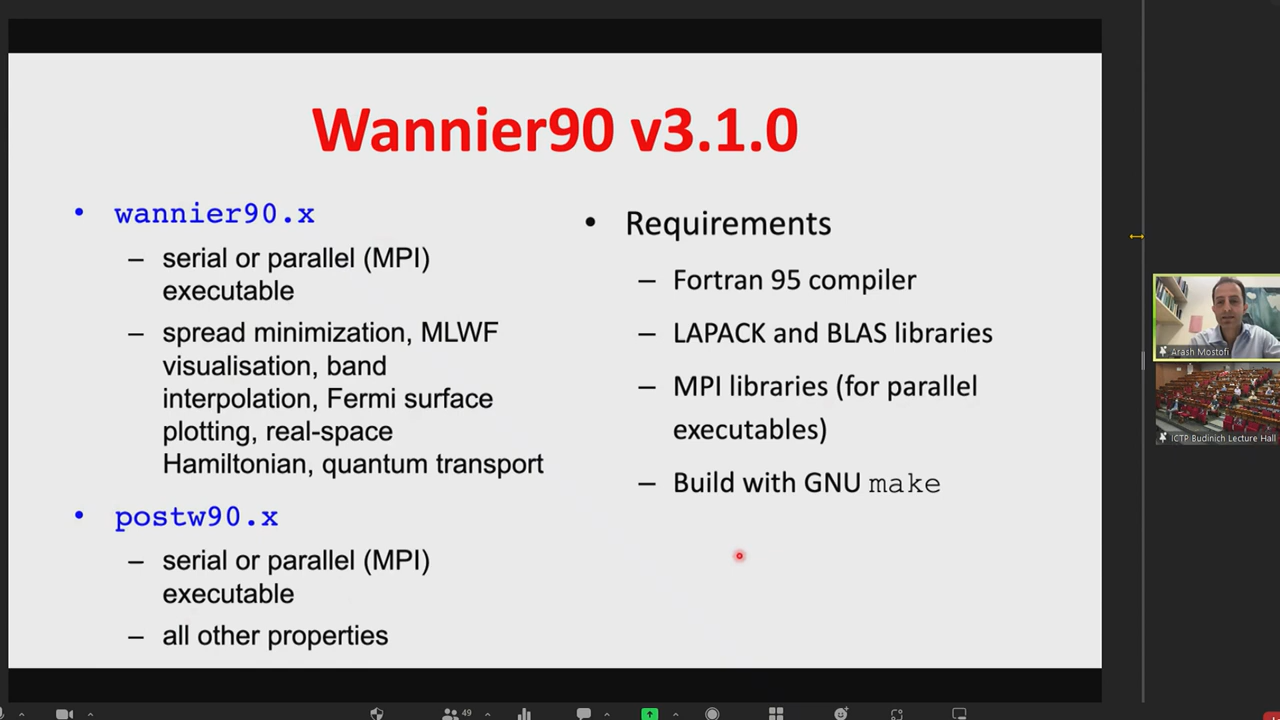 Wannier90 v3.1.0
• wannier90.x
– serial or parallel (MPI)
executable
– spread minimization, MLWF
visualisation, band
interpolation, Fermi surface
plotting, real-space
Hamiltonian, quantum transport
• postw90.x
– serial or parallel (MPI)
executable
– all other properties
• Requirements
– Fortran 95 compiler
– LAPACK and BLAS libraries
– MPI libraries (for parallel
executables)
– Build with GNU make
Arash Mostofi
ICTP Budinich Lecture Hall
49